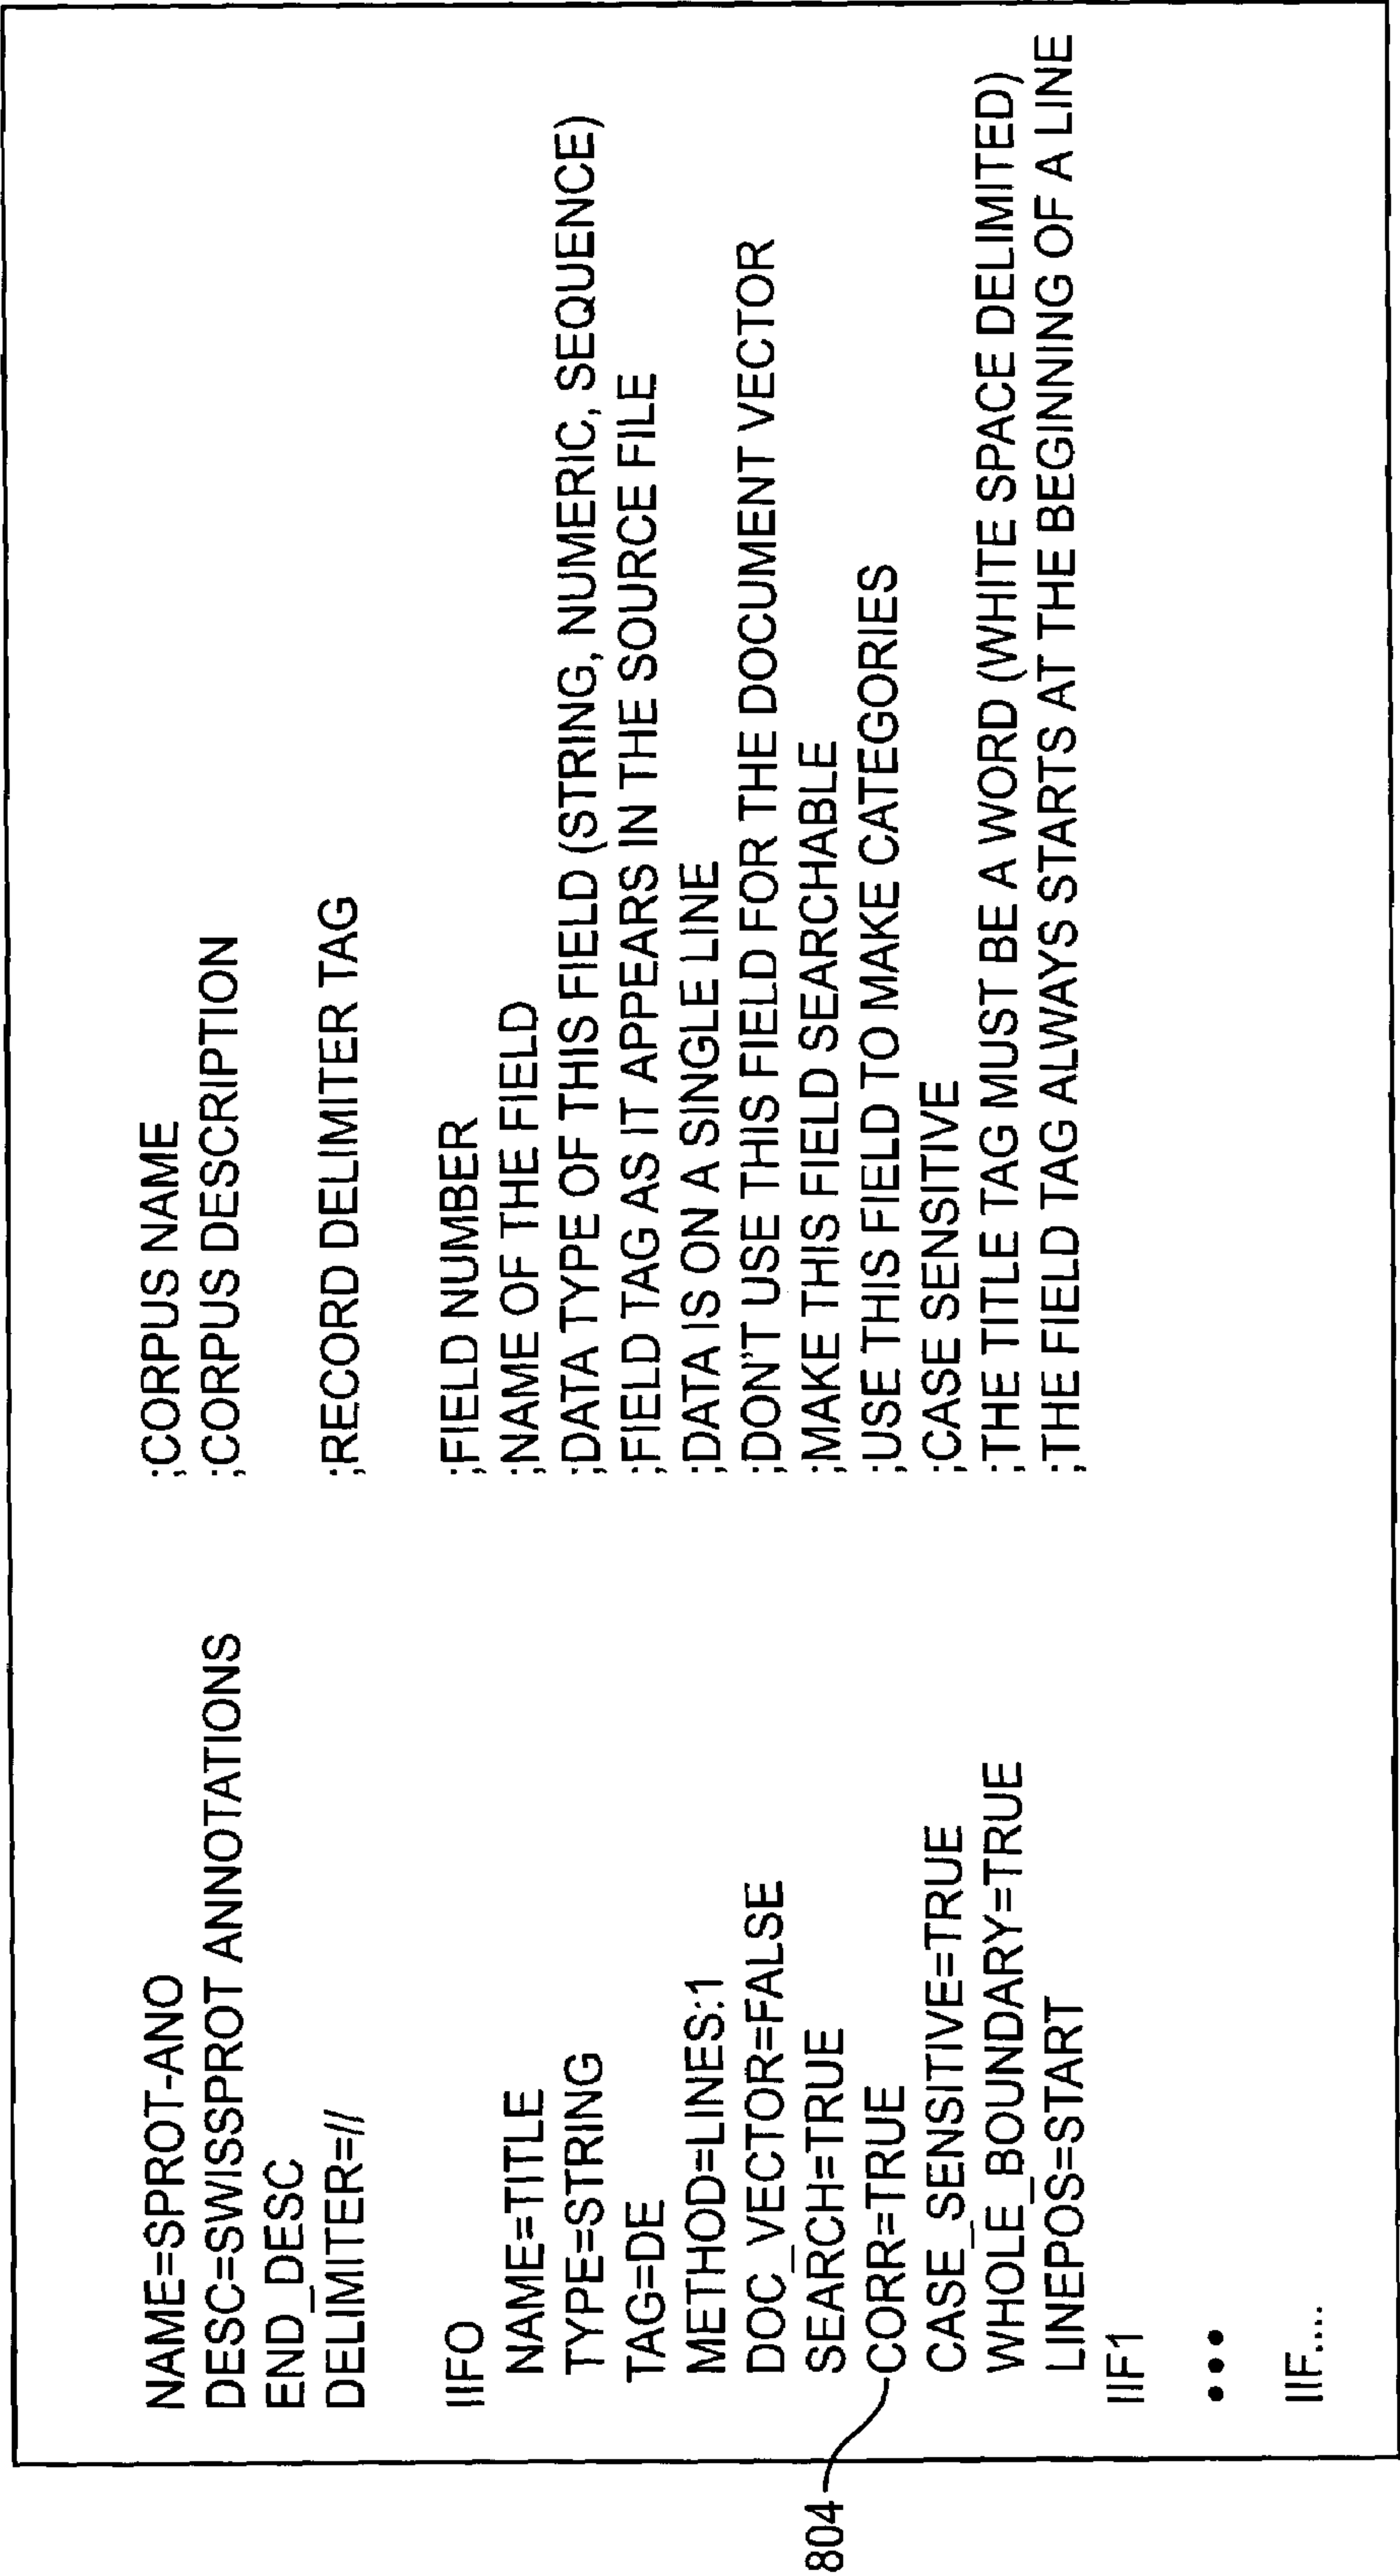 NAME=SPROT-ANO ;CORPUS NAME
DESC=SWISSPROT ANNOTATIONS ;CORPUS DESCRIPTION
END_DESC
DELIMITER=// ;RECORD DELIMITER TAG
IIFO ;FIELD NUMBER
NAME=TITLE ;NAME OF THE FIELD
TYPE=STRING ;DATA TYPE OF THIS FIELD (STRING, NUMERIC, SEQUENCE)
TAG=DE ;FIELD TAG AS IT APPEARS IN THE SOURCE FILE
METHOD=LINES:1 ;DATA IS ON A SINGLE LINE
DOC_VECTOR=FALSE ;DON'T USE THIS FIELD FOR THE DOCUMENT VECTOR
SEARCH=TRUE ;MAKE THIS FIELD SEARCHABLE
804 CORR=TRUE ;USE THIS FIELD TO MAKE CATEGORIES
CASE_SENSITIVE=TRUE ;CASE SENSITIVE
WHOLE_BOUNDARY=TRUE ;THE TITLE TAG MUST BE A WORD (WHITE SPACE DELIMITED)
LINEPOS=START ;THE FIELD TAG ALWAYS STARTS AT THE BEGINNING OF A LINE
IIF1
•••
IIF....